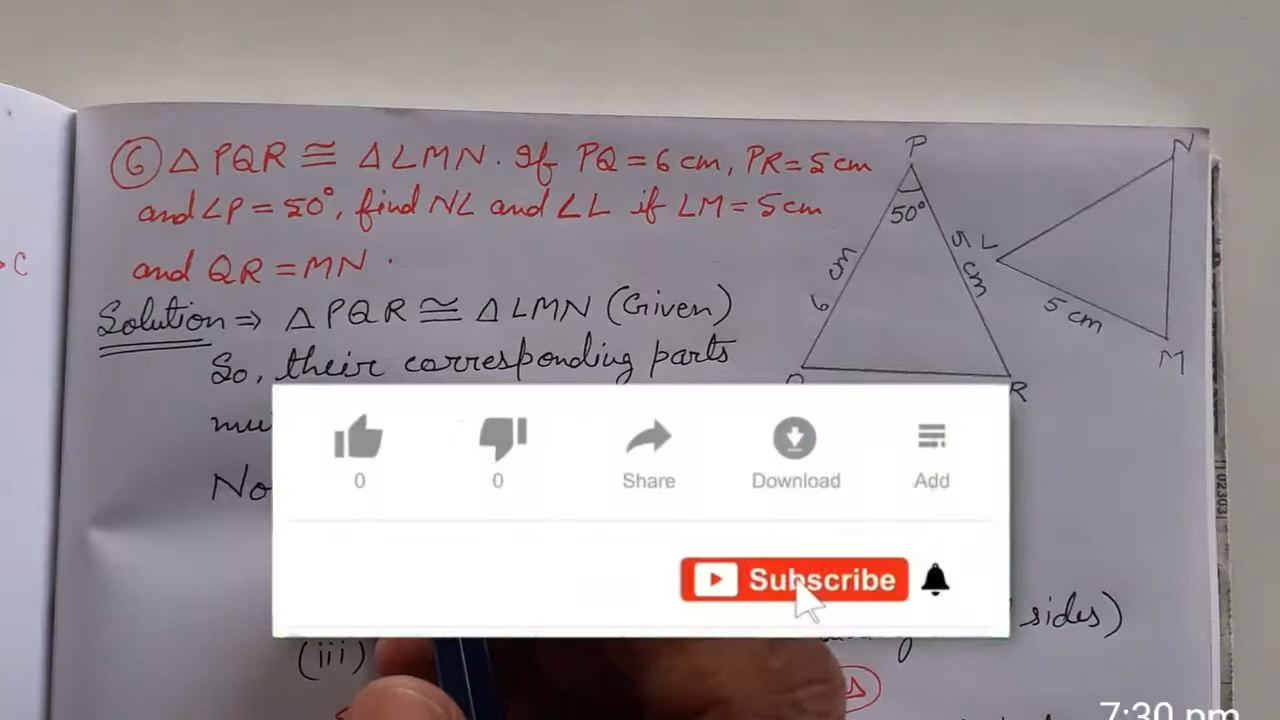 ⑥ △ PQR ≅ △ LMN. If PQ = 6 cm, PR = 5 cm
and ∠P = 50°, find NL and ∠L if LM = 5cm
and QR = MN.
C
Solution ⇒ △ PQR ≅ △ LMN (Given)
So, their corresponding parts
P
50°
6 cm
5 cm
R
N
L
5 cm
M
0
0
Share
Download
Add
Subscribe
sides)
(iii)
△
02303
7:30 pm